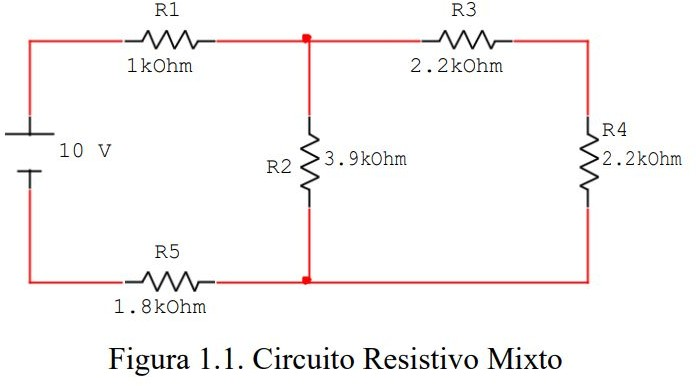 R1
R3
1kOhm
2.2kOhm
10 V
R2
3.9kOhm
R4
2.2kOhm
R5
1.8kOhm
Figura 1.1. Circuito Resistivo Mixto